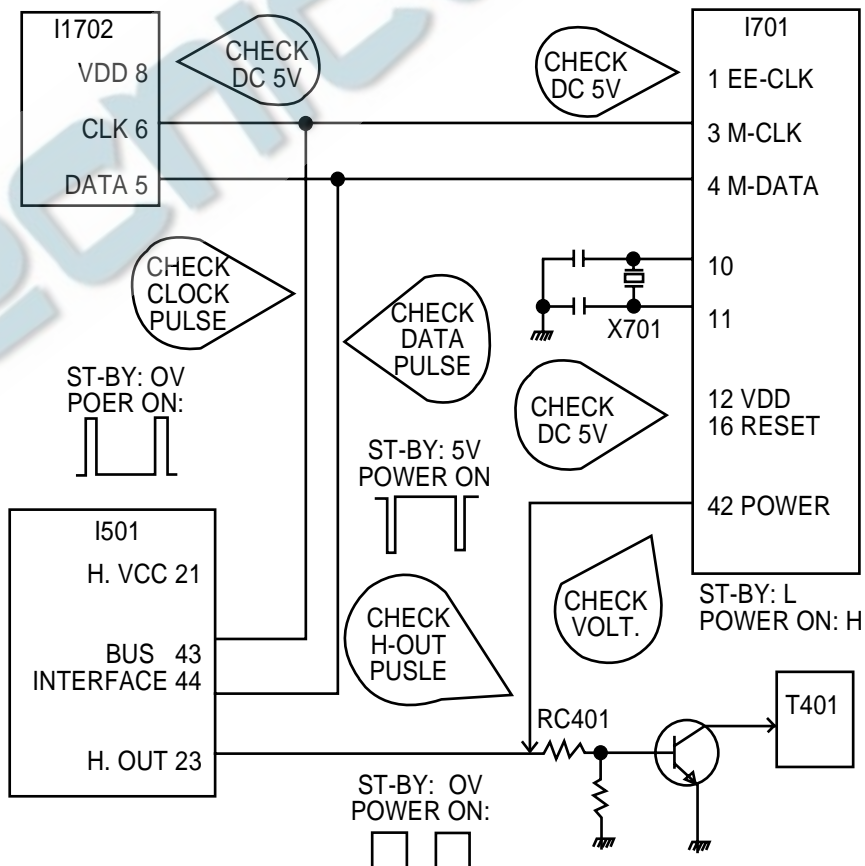 I1702
VDD 8
CLK 6
DATA 5
CHECK
DC 5V
CHECK
DC 5V
I701
1 EE-CLK
3 M-CLK
4 M-DATA
10
11
12 VDD
16 RESET
42 POWER
X701
CHECK
CLOCK
PULSE
CHECK
DATA
PULSE
CHECK
DC 5V
ST-BY: OV
POER ON:
ST-BY: 5V
POWER ON
I501
H. VCC 21
BUS 43
INTERFACE 44
H. OUT 23
CHECK
H-OUT
PUSLE
CHECK
VOLT.
ST-BY: L
POWER ON: H
RC401
T401
ST-BY: OV
POWER ON: